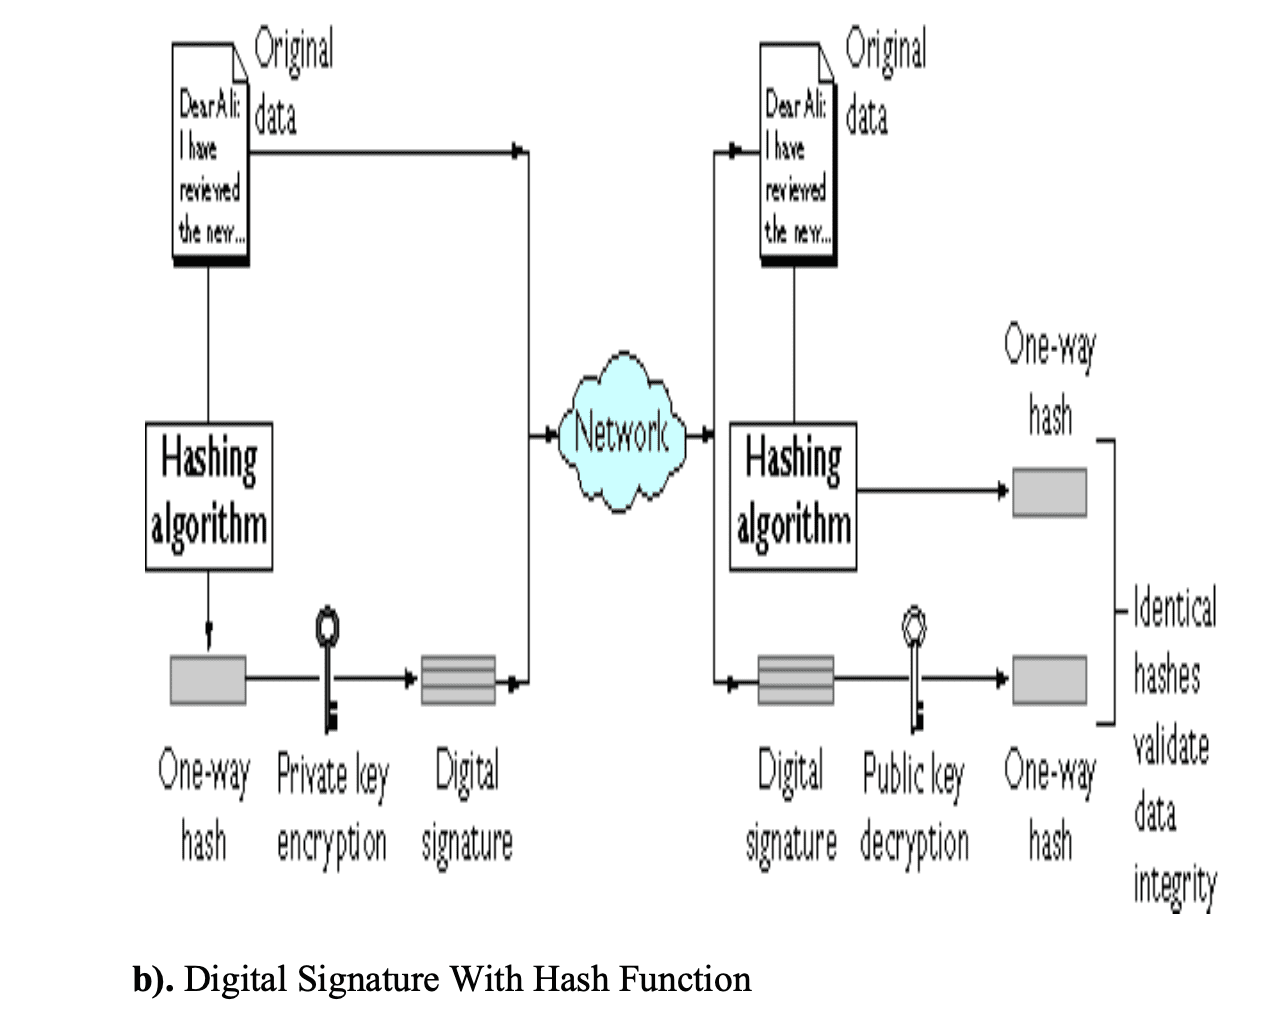 Original
data
Dear Ali:
I have
reviewed
the new...
Hashing
algorithm
One-way
hash
Private key
encryption
Digital
signature
Network
Original
data
Dear Ali:
I have
reviewed
the new...
Hashing
algorithm
One-way
hash
Digital
signature
Public key
decryption
One-way
hash
Identical
hashes
validate
data
integrity
b). Digital Signature With Hash Function